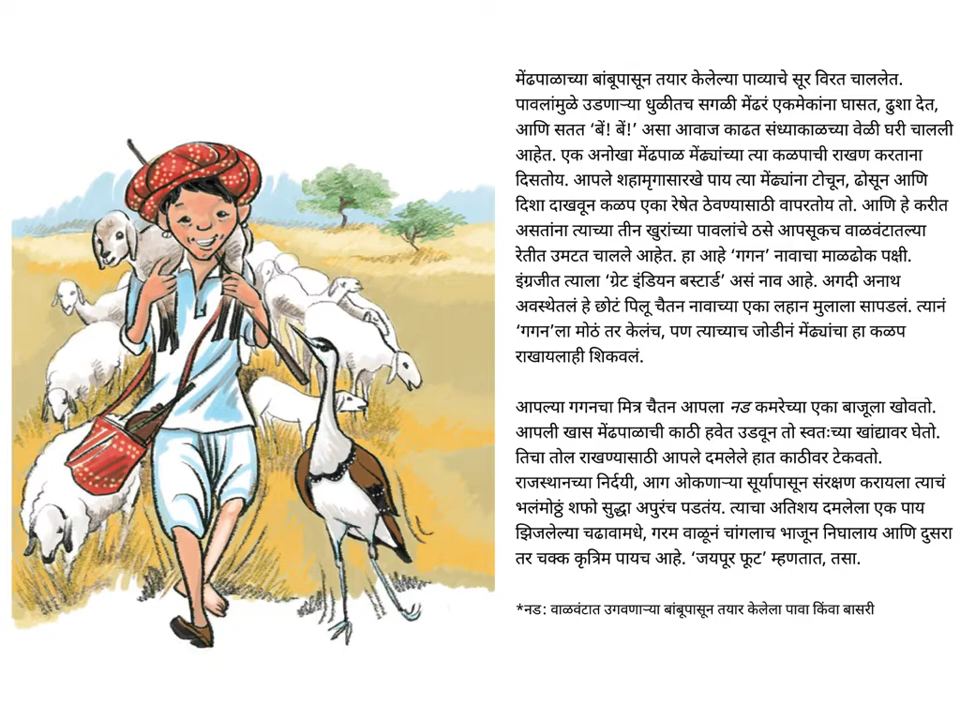 मेंढपाळाच्या बांबूपासून तयार केलेल्या पाव्याचे सूर विरत चाललेत.
पावलांमुळे उडणाऱ्या धुळीतच सगळी मेंढरं एकमेकांना घासत, ढुशा देत,
आणि सतत ‘बें! बें!’ असा आवाज काढत संध्याकाळच्या वेळी घरी चालली
आहेत. एक अनोखा मेंढपाळ मेंढ्यांच्या त्या कळपाची राखण करताना
दिसतोय. आपले शहामृगासारखे पाय त्या मेंढ्यांना टोचून, ढोसून आणि
दिशा दाखवून कळप एका रेषेत ठेवण्यासाठी वापरतोय तो. आणि हे करीत
असतांना त्याच्या तीन खुरांच्या पावलांचे ठसे आपसूकच वाळवंटातल्या
रेतीत उमटत चालले आहेत. हा आहे ‘गगन’ नावाचा माळढोक पक्षी.
इंग्रजीत त्याला ‘ग्रेट इंडियन बस्टार्ड’ असं नाव आहे. अगदी अनाथ
अवस्थेतलं हे छोटं पिलू चैतन नावाच्या एका लहान मुलाला सापडलं. त्यानं
‘गगन’ला मोठं तर केलंच, पण त्याच्याच जोडीनं मेंढ्यांचा हा कळप
राखायलाही शिकवलं.
आपल्या गगनचा मित्र चैतन आपला नड कमरेच्या एका बाजूला खोवतो.
आपली खास मेंढपाळाची काठी हवेत उडवून तो स्वतःच्या खांद्यावर घेतो.
तिचा तोल राखण्यासाठी आपले दमलेले हात काठीवर टेकवतो.
राजस्थानच्या निर्दयी, आग ओकणाऱ्या सूर्यापासून संरक्षण करायला त्याचं
भलंमोठ्ठं शफो सुद्धा अपुरंच पडतंय. त्याचा अतिशय दमलेला एक पाय
झिजलेल्या चढावामधे, गरम वाळूनं चांगलाच भाजून निघालाय आणि दुसरा
तर चक्क कृत्रिम पायच आहे. ‘जयपूर फूट’ म्हणतात, तसा.
*नड: वाळवंटात उगवणाऱ्या बांबूपासून तयार केलेला पावा किंवा बासरी